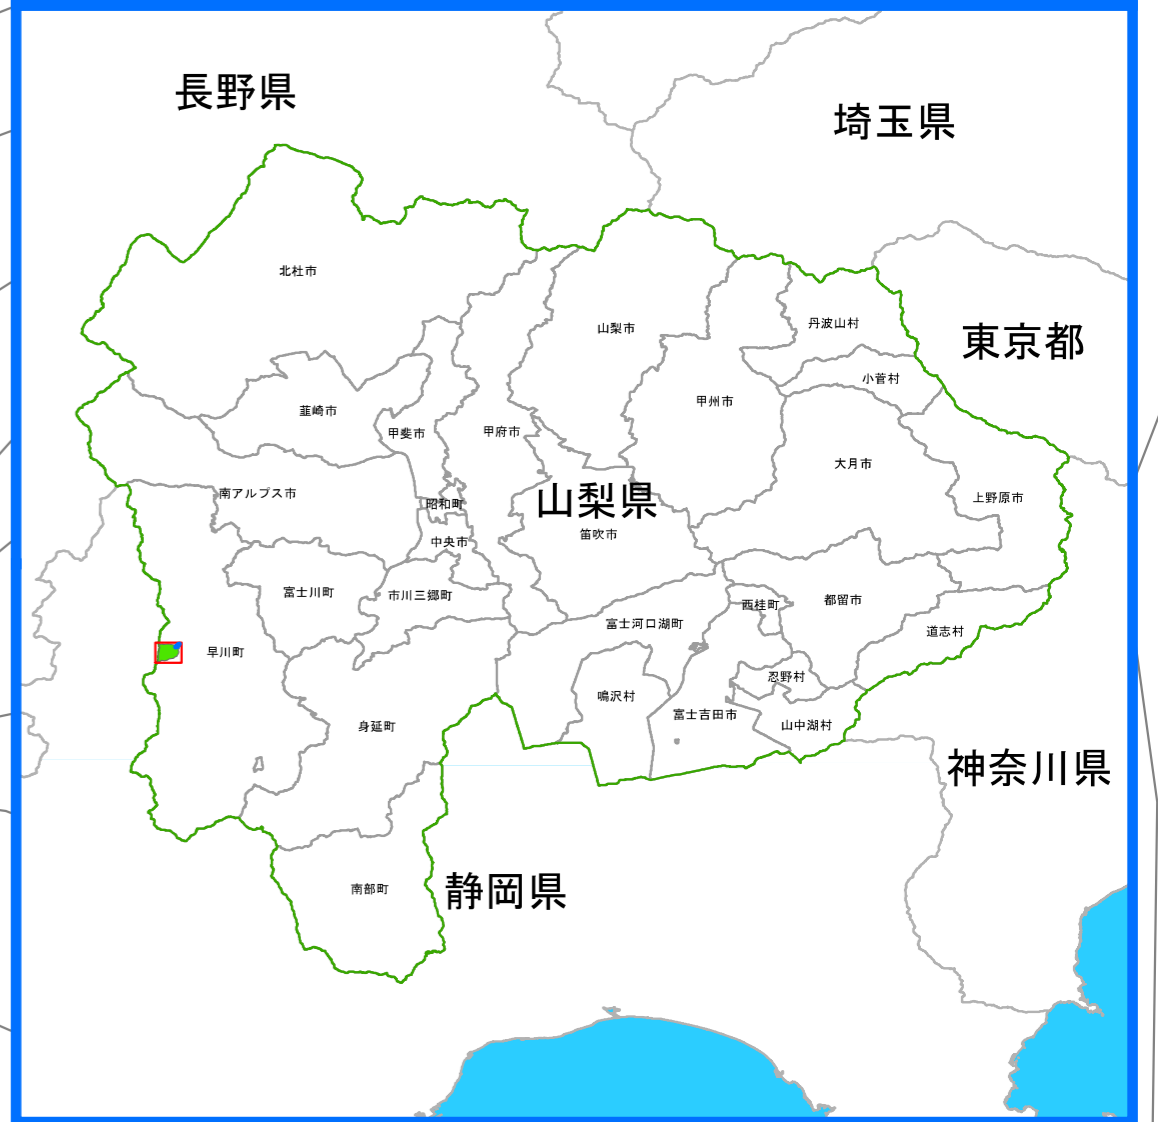 長野県
埼玉県
北杜市
丹波山村
山梨市
東京都
小菅村
甲州市
韮崎市
甲斐市
甲府市
大月市
南アルプス市
上野原市
昭和町
山梨県
笛吹市
中央市
富士川町
市川三郷町
都留市
西桂町
富士河口湖町
道志村
早川町
忍野村
鳴沢村
富士吉田市
山中湖村
身延町
神奈川県
南部町
静岡県